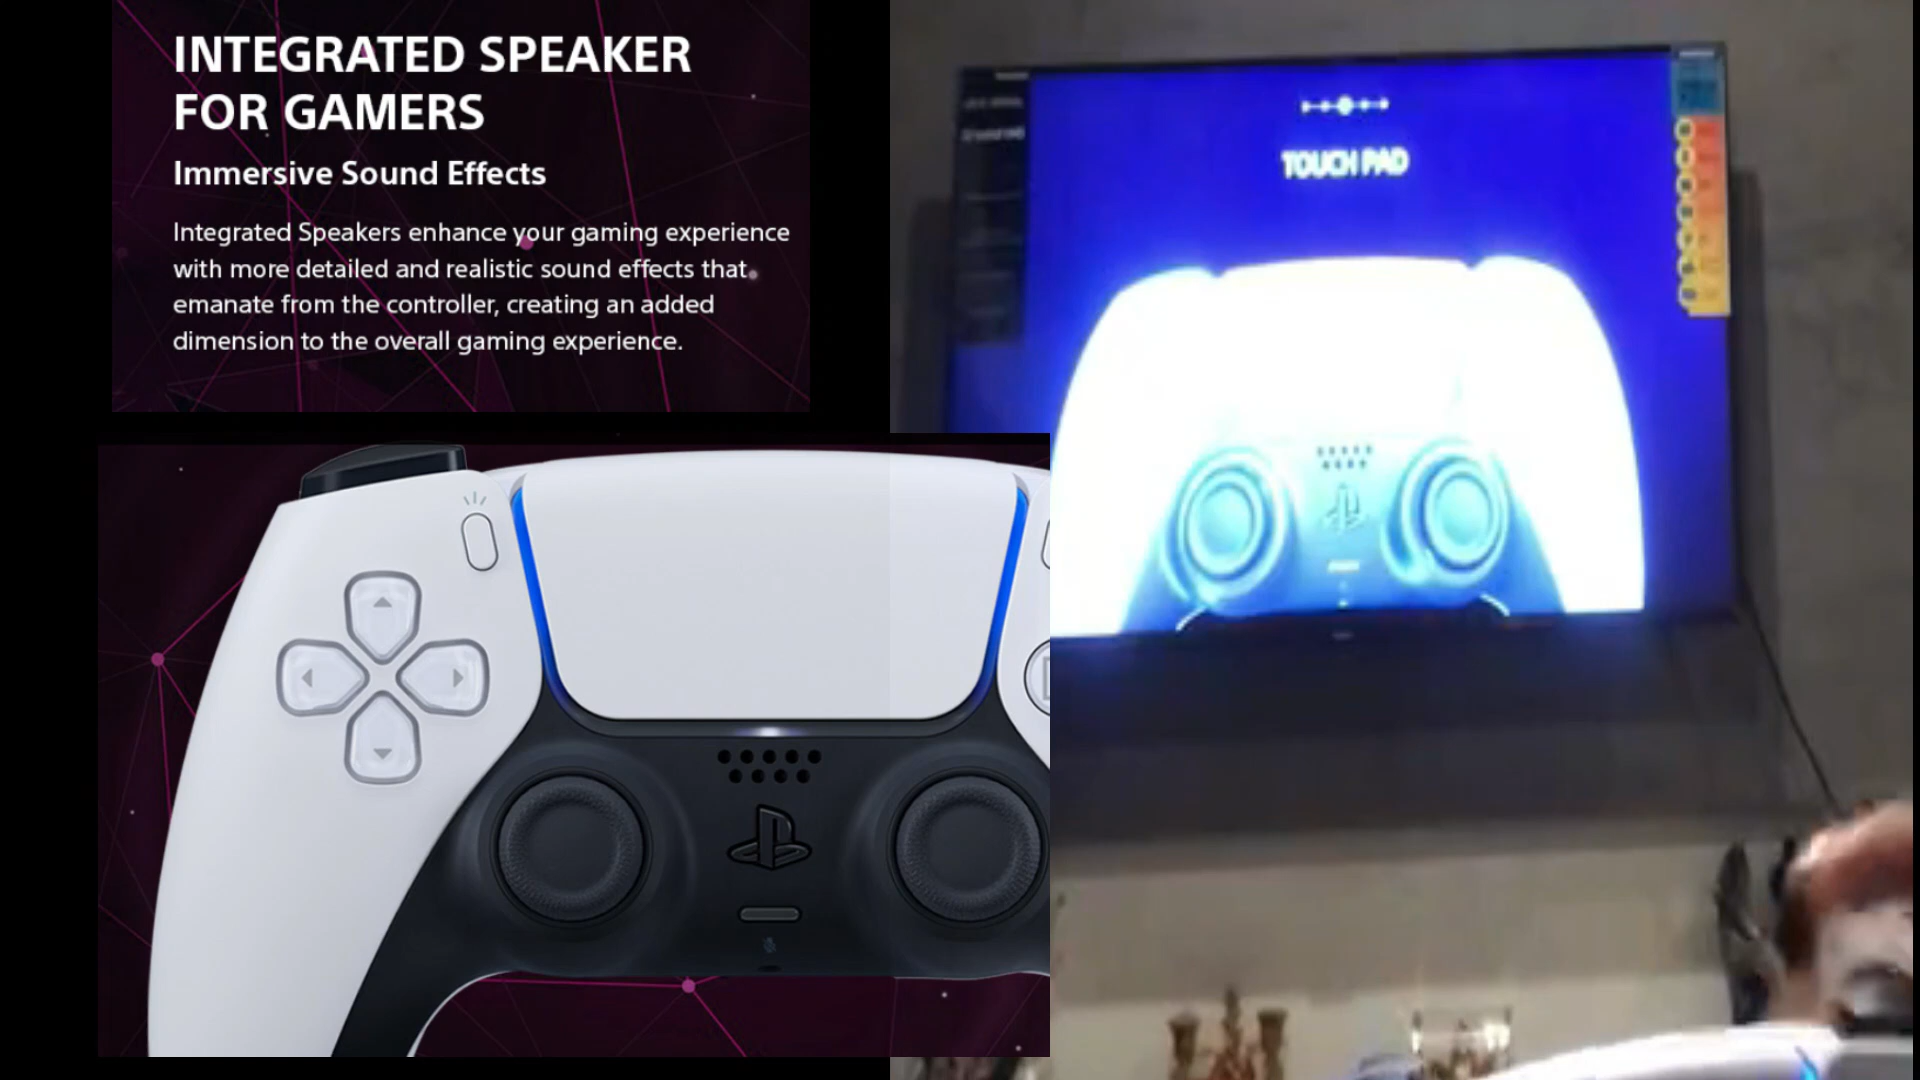 INTEGRATED SPEAKER
FOR GAMERS
Immersive Sound Effects
Integrated Speakers enhance your gaming experience
with more detailed and realistic sound effects that
emanate from the controller, creating an added
dimension to the overall gaming experience.
TOUCH PAD